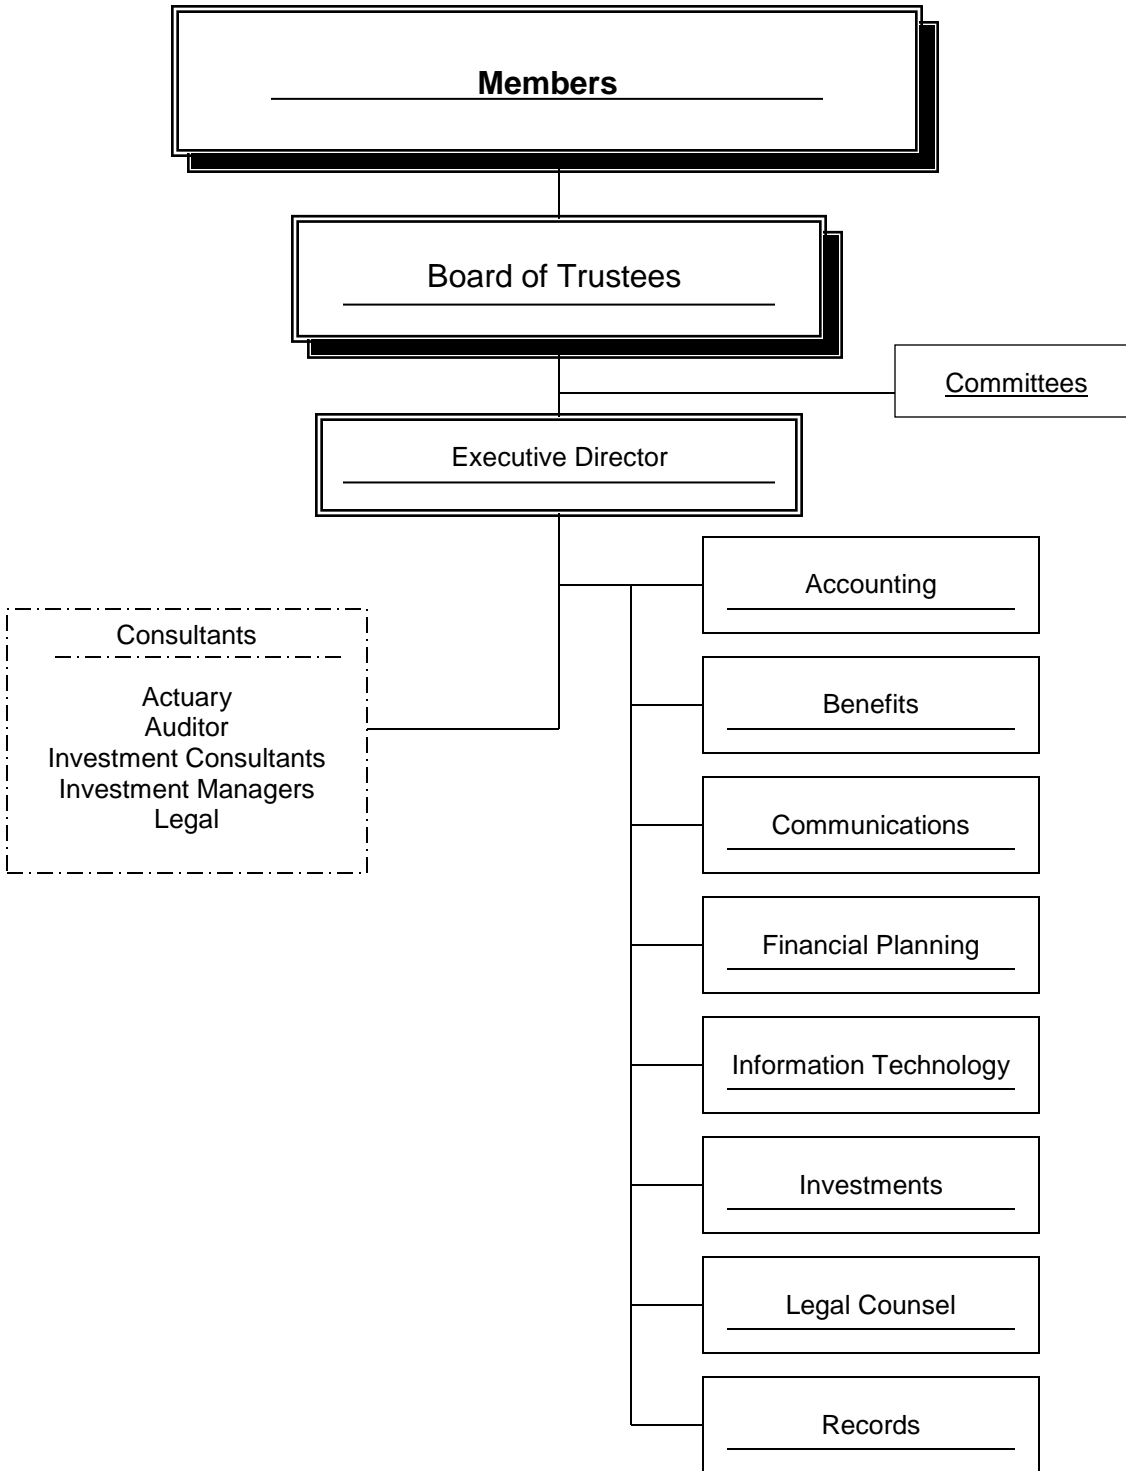 Members
Board of Trustees
Committees
Executive Director
Accounting
Consultants
Actuary
Auditor
Investment Consultants
Investment Managers
Legal
Benefits
Communications
Financial Planning
Information Technology
Investments
Legal Counsel
Records